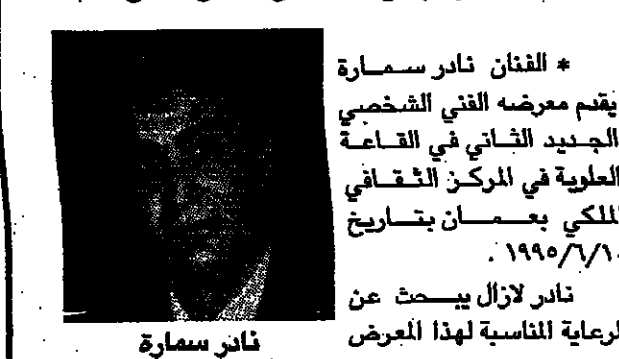 * الفنان نادر سمارة
يقدم معرضه الفني الشخصي
الجديد الثاني في القاعة
العلوية في المركز الثقافي
الملكي بعمان بتاريخ
١٩٩٥/٦/١٠.
نادر لازال يبحث عن
لرعاية المناسبة لهذا المعرض
نادر سمارة